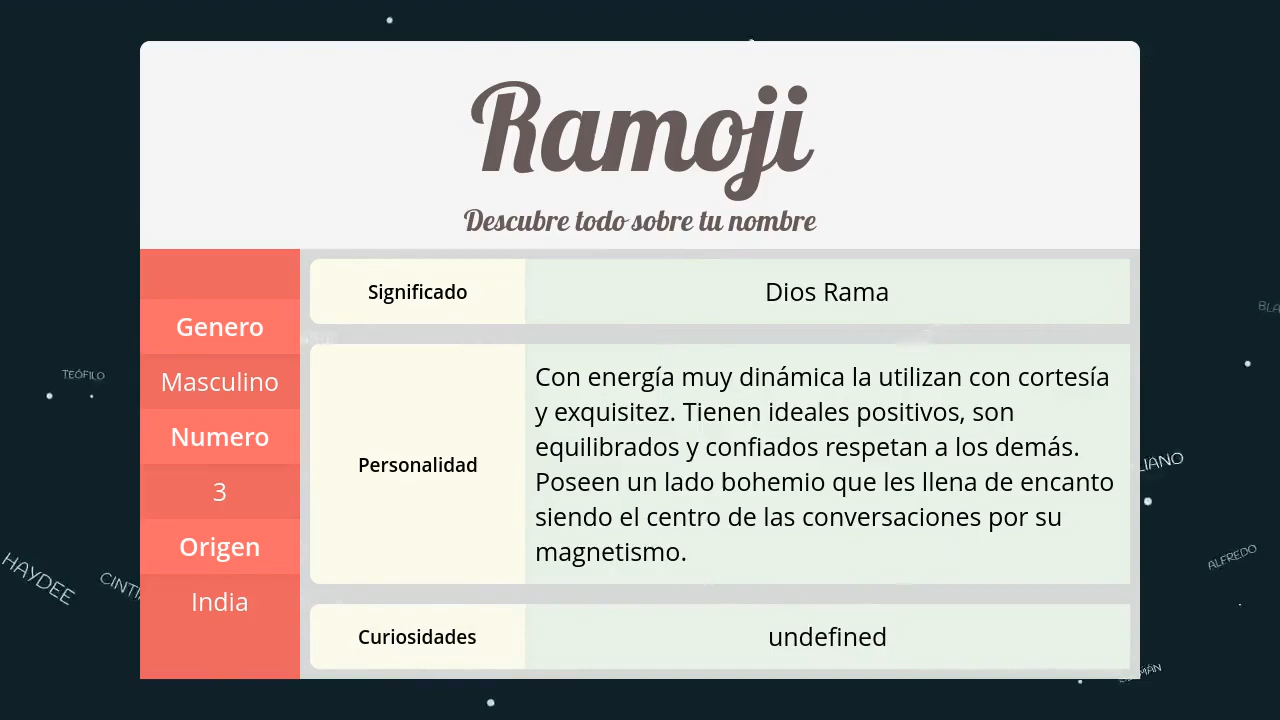 Ramoji
Descubre todo sobre tu nombre
Genero
Masculino
Numero
3
Origen
India
Significado
Dios Rama
Personalidad
Con energía muy dinámica la utilizan con cortesía
y exquisitez. Tienen ideales positivos, son
equilibrados y confiados respetan a los demás.
Poseen un lado bohemio que les llena de encanto
siendo el centro de las conversaciones por su
magnetismo.
Curiosidades
undefined
TEÓFILO
HAYDEE
CINTI
LIANO
ALFREDO
BLA